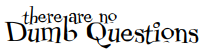 there are no
Dumb Questions